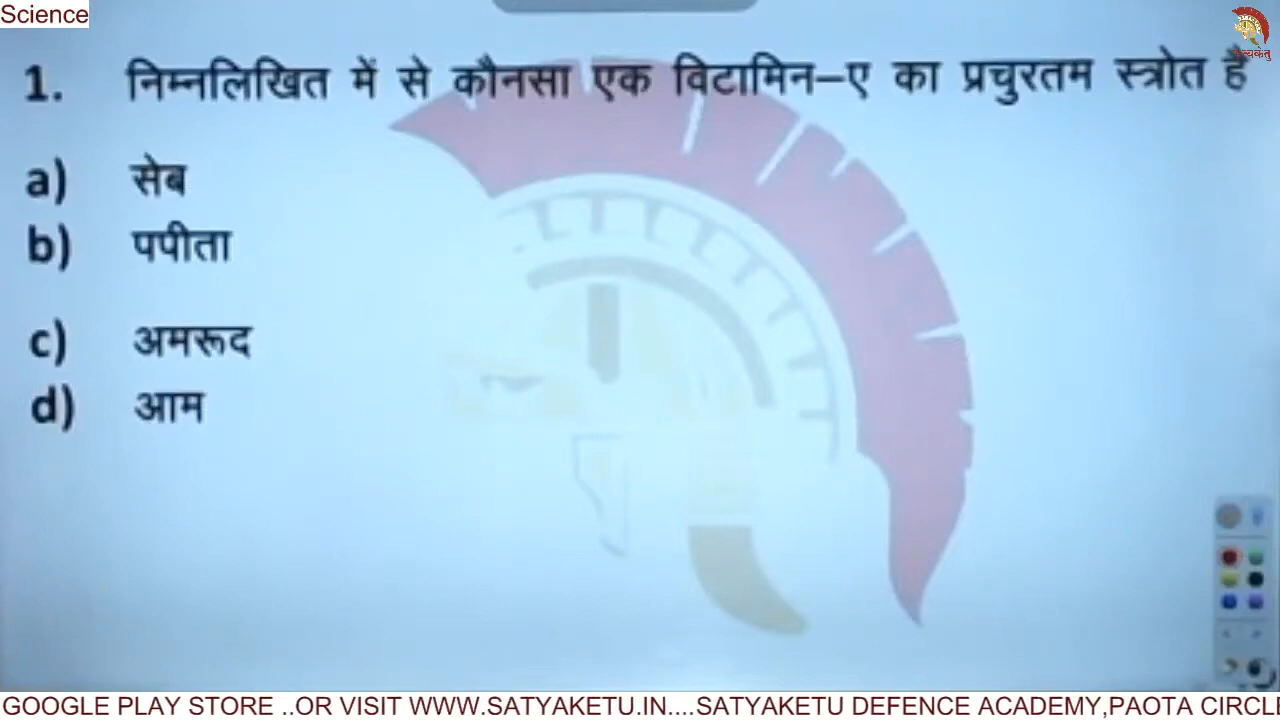 Science
1. निम्नलिखित में से कौनसा एक विटामिन–ए का प्रचुरतम स्त्रोत है
a) सेब
b) पपीता
c) अमरूद
d) आम
GOOGLE PLAY STORE ..OR VISIT WWW.SATYAKETU.IN....SATYAKETU DEFENCE ACADEMY,PAOTA CIRCL